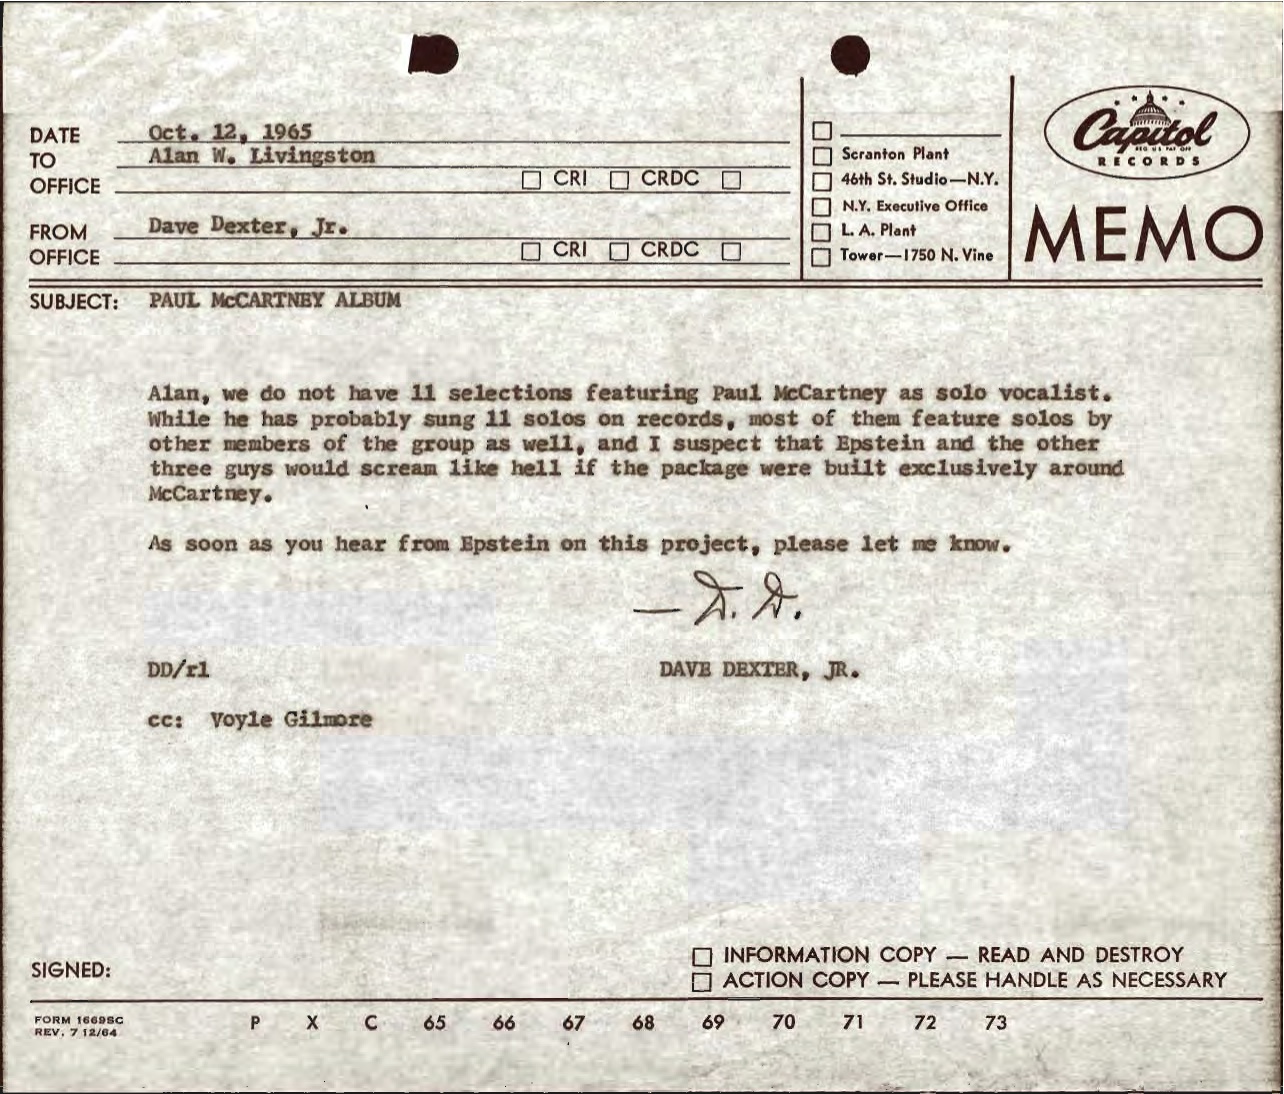 DATE Oct. 12, 1965
TO Alan W. Livingston
OFFICE ☐ CRI ☐ CRDC ☐
FROM Dave Dexter, Jr.
OFFICE ☐ CRI ☐ CRDC ☐
☐
☐ Scranton Plant
☐ 46th St. Studio—N.Y.
☐ N.Y. Executive Office
☐ L. A. Plant
☐ Tower—1750 N. Vine
Capitol
RECORDS
MEMO
SUBJECT: PAUL McCARTNEY ALBUM
Alan, we do not have 11 selections featuring Paul McCartney as solo vocalist.
While he has probably sung 11 solos on records, most of them feature solos by
other members of the group as well, and I suspect that Epstein and the other
three guys would scream like hell if the package were built exclusively around
McCartney.
As soon as you hear from Epstein on this project, please let me know.
— D. D.
DD/rl DAVE DEXTER, JR.
cc: Voyle Gilmore
☐ INFORMATION COPY — READ AND DESTROY
SIGNED:
☐ ACTION COPY — PLEASE HANDLE AS NECESSARY
FORM 1669SC
REV. 7 12/64
P X C 65 66 67 68 69 70 71 72 73